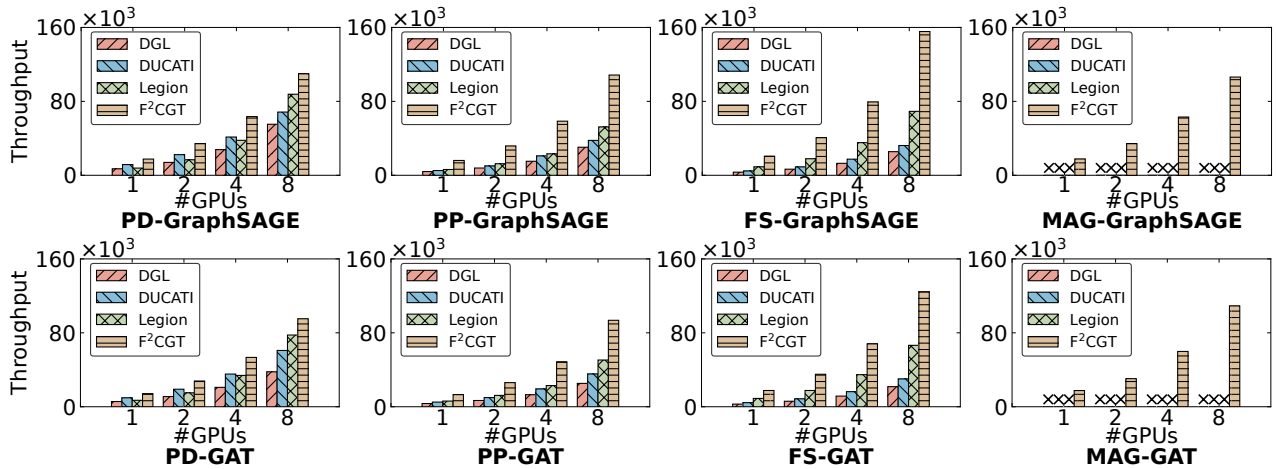 ×10³ ×10³ ×10³ ×10³
160 160 160 160
DGL DGL DGL DGL
DUCATI DUCATI DUCATI DUCATI
Throughput 80 80 80 80
Legion Legion Legion Legion
F²CGT F²CGT F²CGT F²CGT
0 0 0 0
1 2 4 8 1 2 4 8 1 2 4 8 1 2 4 8
#GPUs #GPUs #GPUs #GPUs
PD-GraphSAGE PP-GraphSAGE FS-GraphSAGE MAG-GraphSAGE
×10³ ×10³ ×10³ ×10³
160 160 160 160
DGL DGL DGL DGL
DUCATI DUCATI DUCATI DUCATI
Throughput 80 80 80 80
Legion Legion Legion Legion
F²CGT F²CGT F²CGT F²CGT
0 0 0 0
1 2 4 8 1 2 4 8 1 2 4 8 1 2 4 8
#GPUs #GPUs #GPUs #GPUs
PD-GAT PP-GAT FS-GAT MAG-GAT